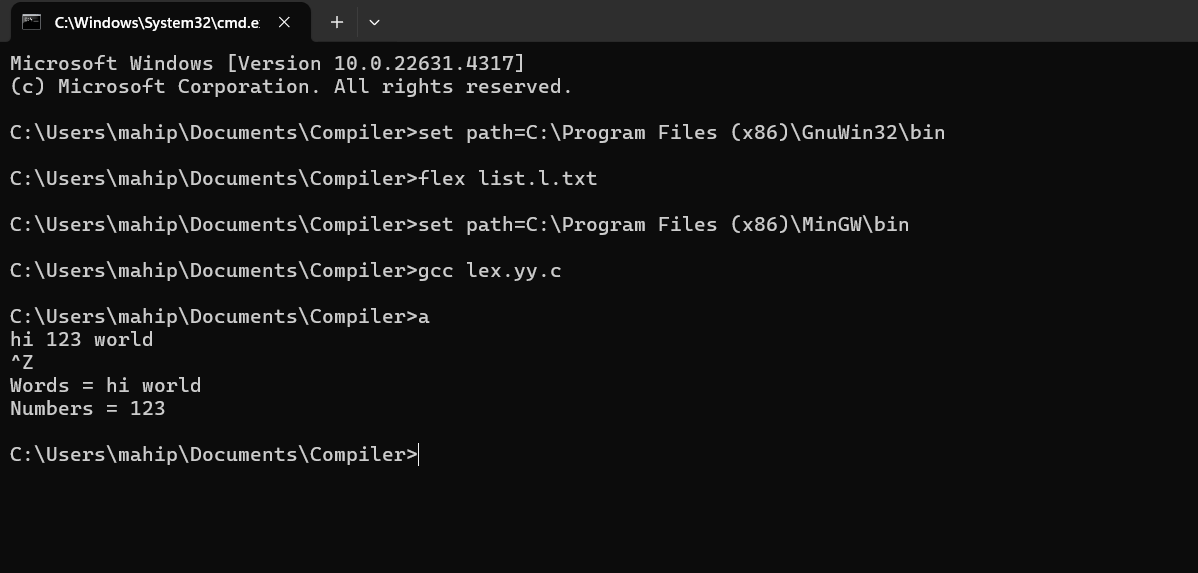 C:\Windows\System32\cmd.e
Microsoft Windows [Version 10.0.22631.4317]
(c) Microsoft Corporation. All rights reserved.
C:\Users\mahip\Documents\Compiler>set path=C:\Program Files (x86)\GnuWin32\bin
C:\Users\mahip\Documents\Compiler>flex list.l.txt
C:\Users\mahip\Documents\Compiler>set path=C:\Program Files (x86)\MinGW\bin
C:\Users\mahip\Documents\Compiler>gcc lex.yy.c
C:\Users\mahip\Documents\Compiler>a
hi 123 world
^Z
Words = hi world
Numbers = 123
C:\Users\mahip\Documents\Compiler>